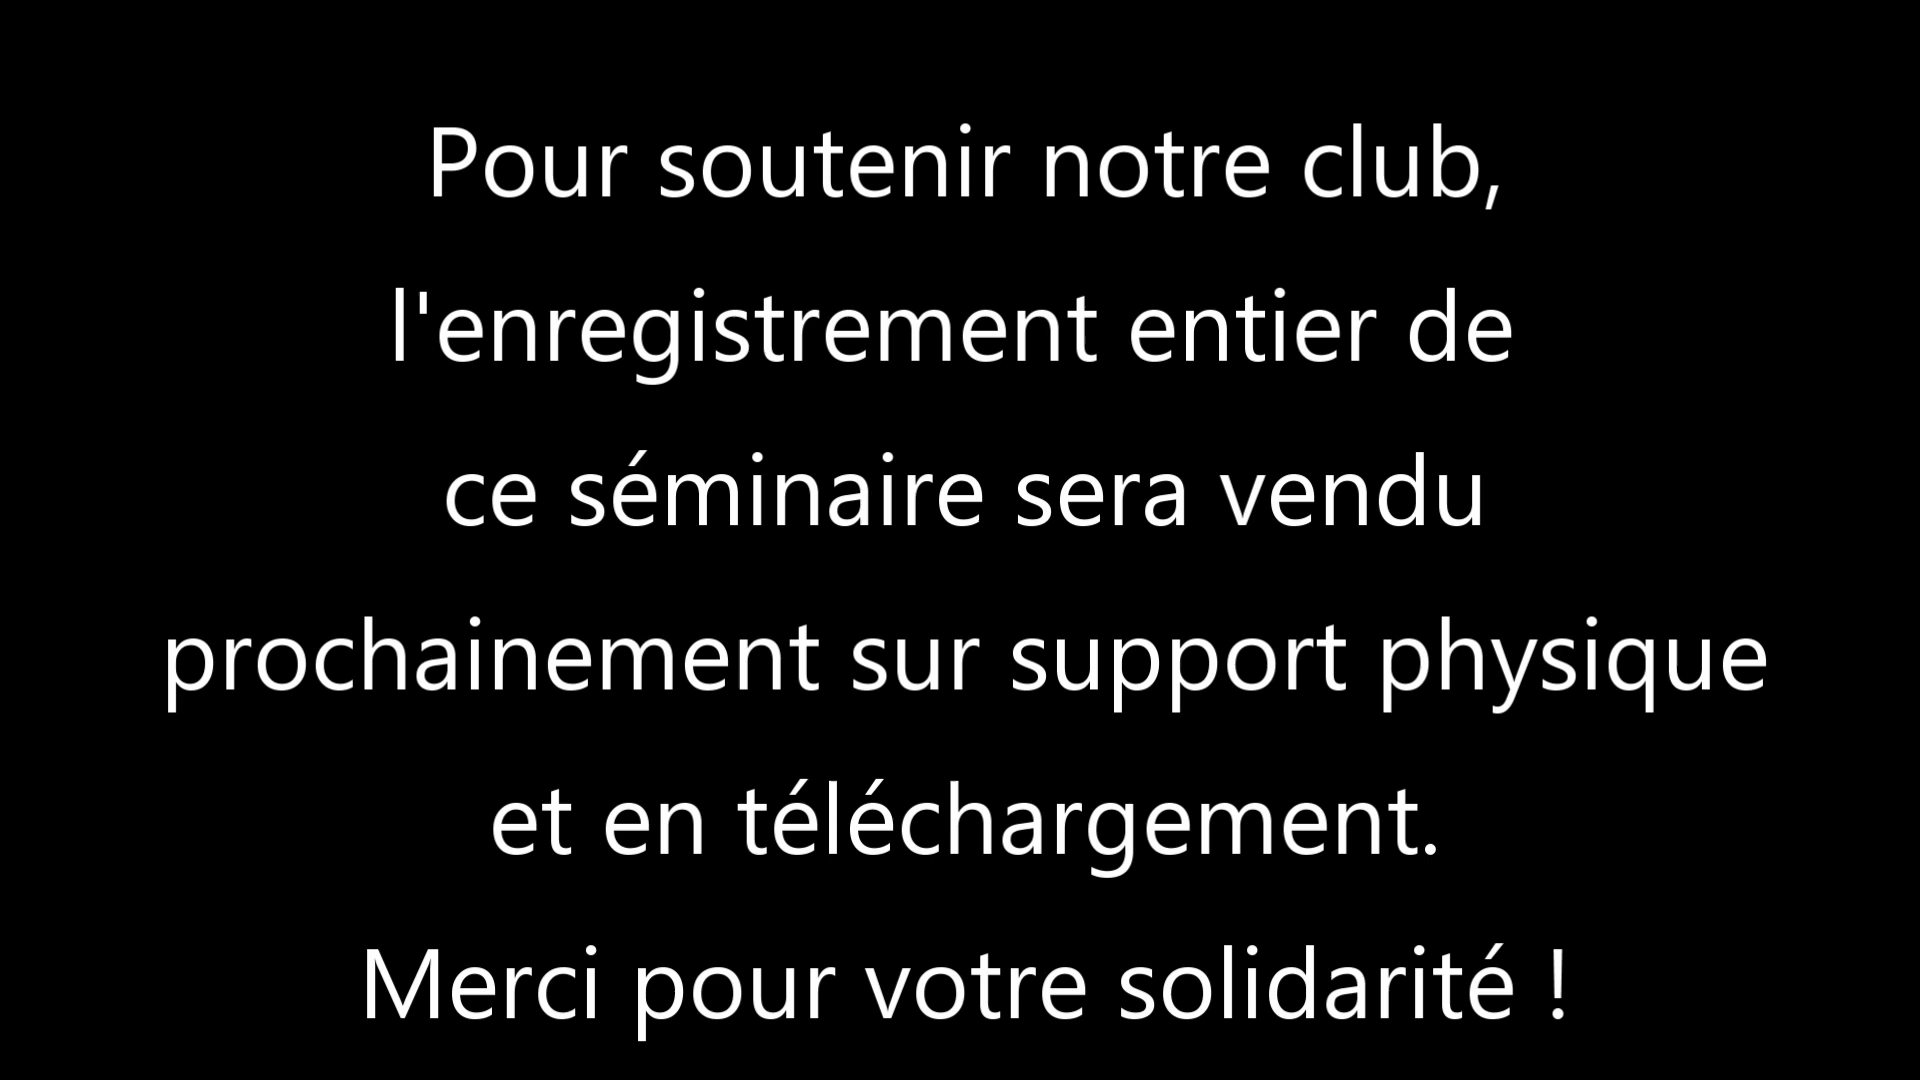 Pour soutenir notre club,
l'enregistrement entier de
ce séminaire sera vendu
prochainement sur support physique
et en téléchargement.
Merci pour votre solidarité !